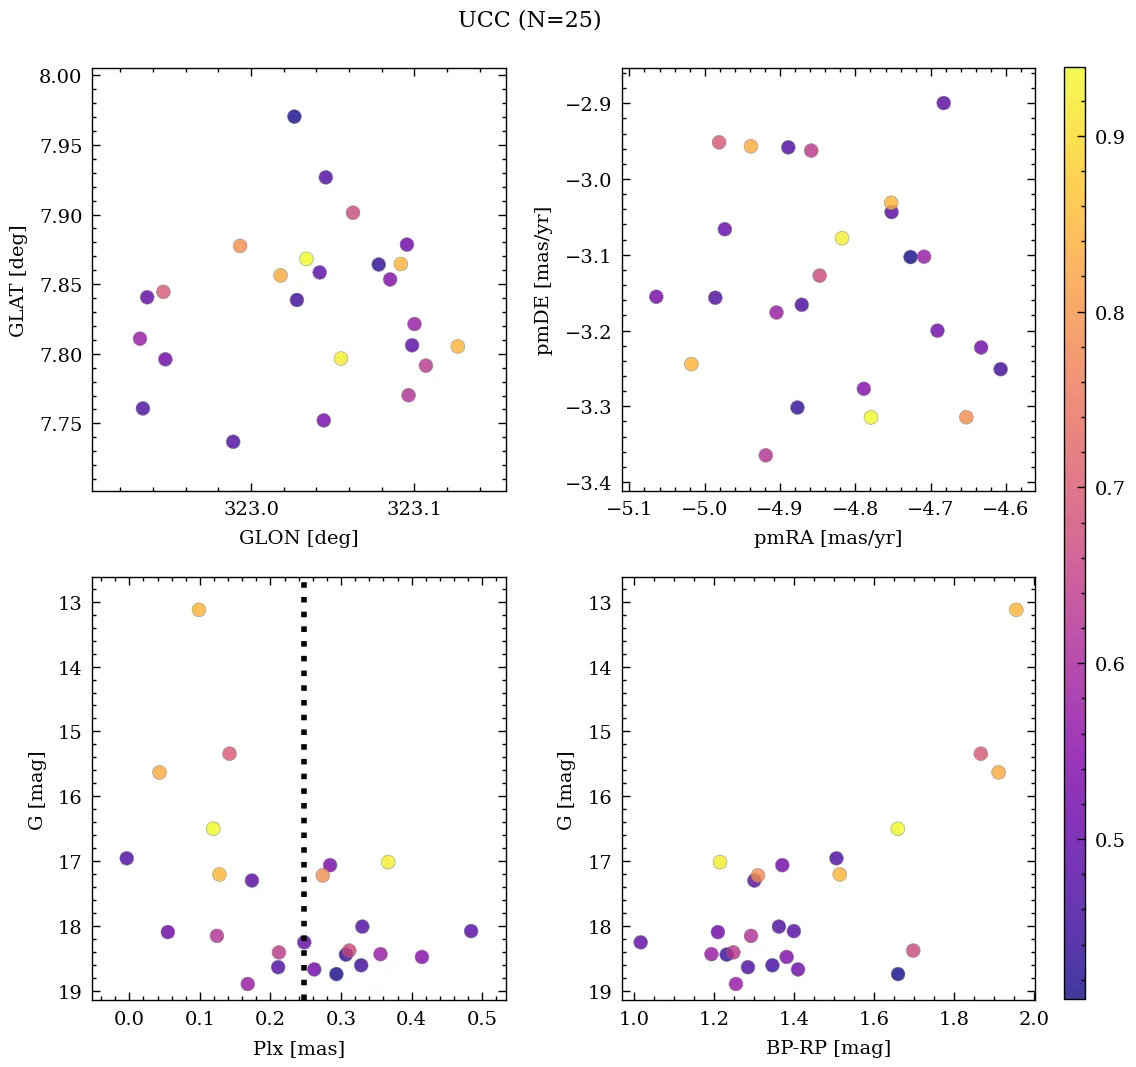 UCC (N=25)
8.00
7.95
7.90
7.85
7.80
7.75
GLAT [deg]
323.0 323.1
GLON [deg]
−2.9
−3.0
−3.1
−3.2
−3.3
−3.4
pmDE [mas/yr]
−5.1 −5.0 −4.9 −4.8 −4.7 −4.6
pmRA [mas/yr]
13
14
15
16
17
18
19
G [mag]
0.0 0.1 0.2 0.3 0.4 0.5
Plx [mas]
13
14
15
16
17
18
19
G [mag]
1.0 1.2 1.4 1.6 1.8 2.0
BP-RP [mag]
0.9
0.8
0.7
0.6
0.5